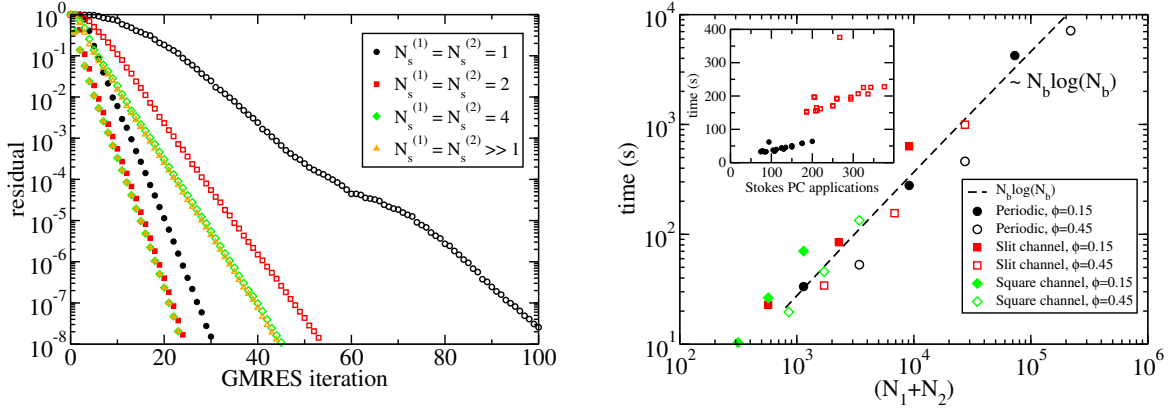 10^0
10^-1
10^-2
10^-3
10^-4
10^-5
10^-6
10^-7
10^-8
residual
0 20 40 60 80 100
GMRES iteration
N_s^(1) = N_s^(2) = 1
N_s^(1) = N_s^(2) = 2
N_s^(1) = N_s^(2) = 4
N_s^(1) = N_s^(2) >> 1
10^4
10^3
10^2
10^1
time (s)
10^2 10^3 10^4 10^5 10^6
(N_1+N_2)
~ N_b log(N_b)
400
300
200
100
0
time (s)
0 100 200 300
Stokes PC applications
N_b log(N_b)
Periodic, ϕ=0.15
Periodic, ϕ=0.45
Slit channel, ϕ=0.15
Slit channel, ϕ=0.45
Square channel, ϕ=0.15
Square channel, ϕ=0.45